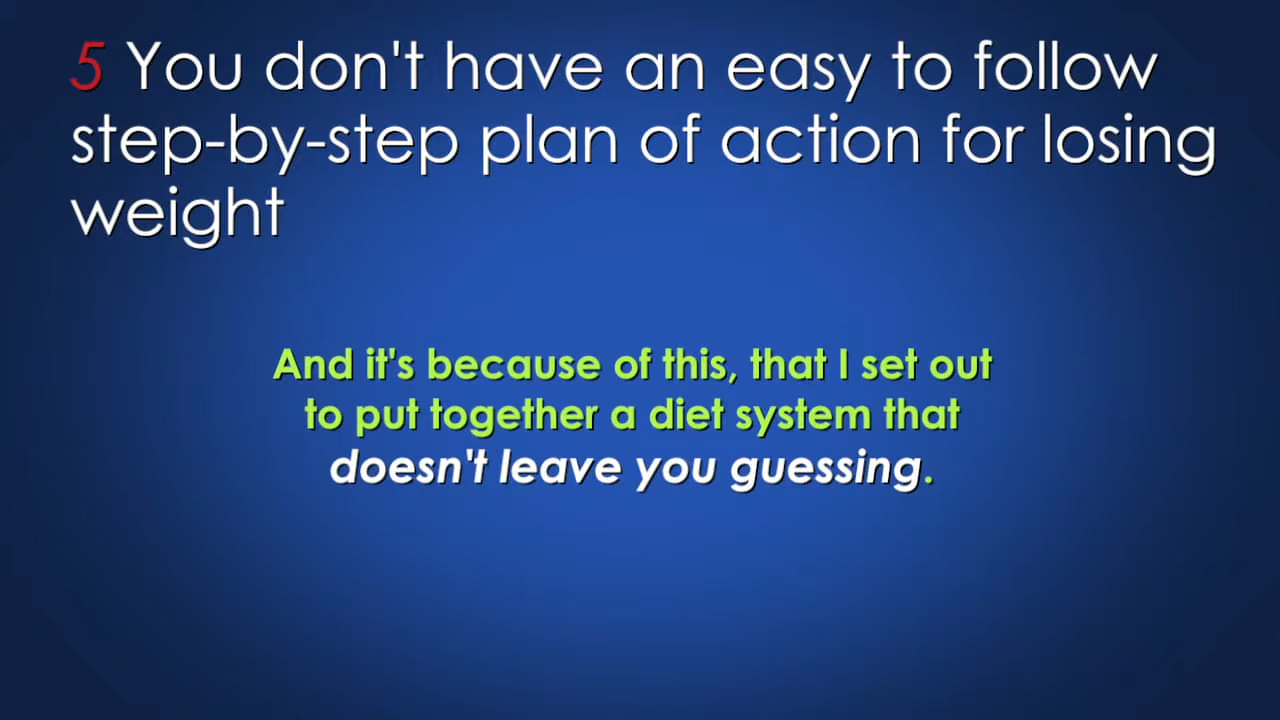 5 You don't have an easy to follow
step-by-step plan of action for losing
weight
And it's because of this, that I set out
to put together a diet system that
doesn't leave you guessing.